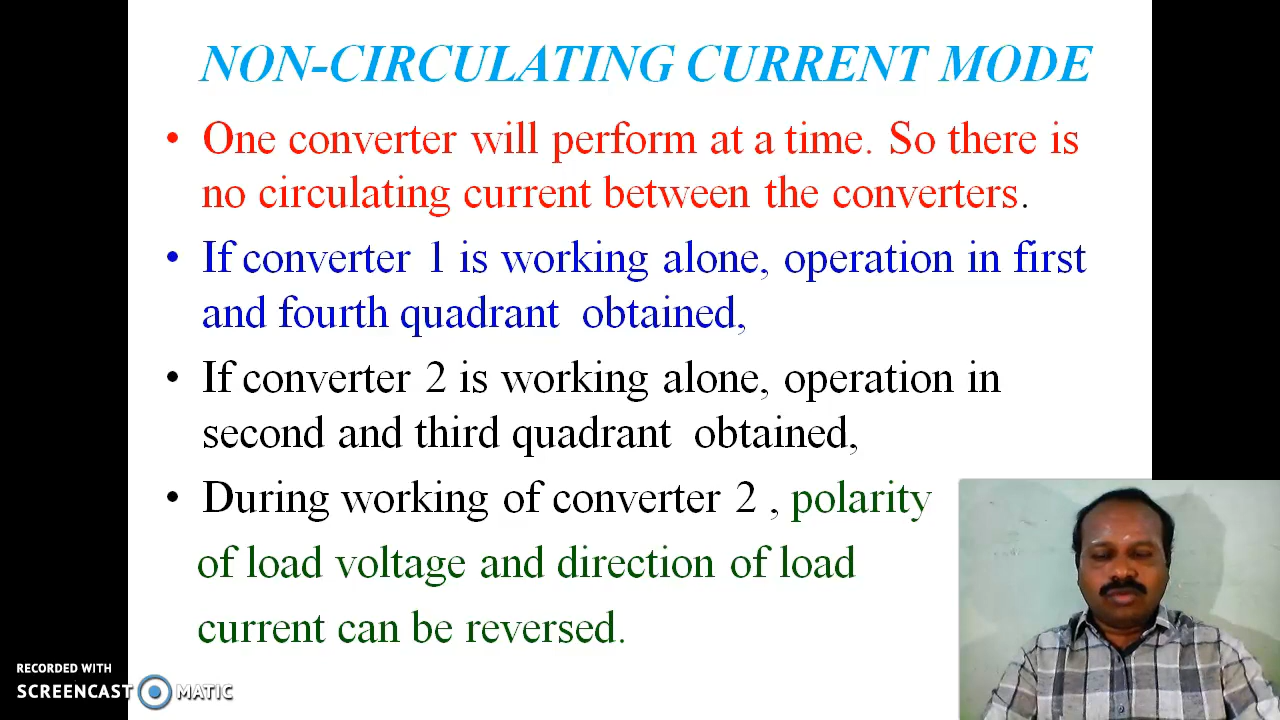 NON-CIRCULATING CURRENT MODE
• One converter will perform at a time. So there is
no circulating current between the converters.
• If converter 1 is working alone, operation in first
and fourth quadrant obtained,
• If converter 2 is working alone, operation in
second and third quadrant obtained,
• During working of converter 2 , polarity
of load voltage and direction of load
current can be reversed.
RECORDED WITH
SCREENCAST MATIC